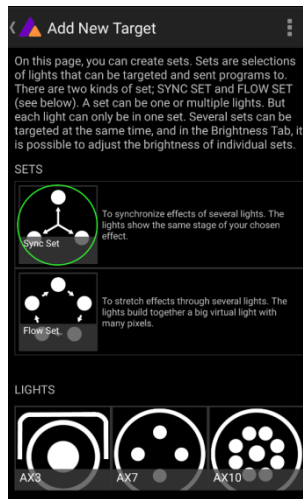 Add New Target
On this page, you can create sets. Sets are selections
of lights that can be targeted and sent programs to.
There are two kinds of set; SYNC SET and FLOW SET
(see below). A set can be one or multiple lights. But
each light can only be in one set. Several sets can be
targeted at the same time, and in the Brightness Tab, it
is possible to adjust the brightness of individual sets.
SETS
To synchronize effects of several lights. The
lights show the same stage of your chosen
effect.
Sync Set
To stretch effects through several lights. The
lights build together a big virtual light with
many pixels.
Flow Set
LIGHTS
AX3
AX7
AX10